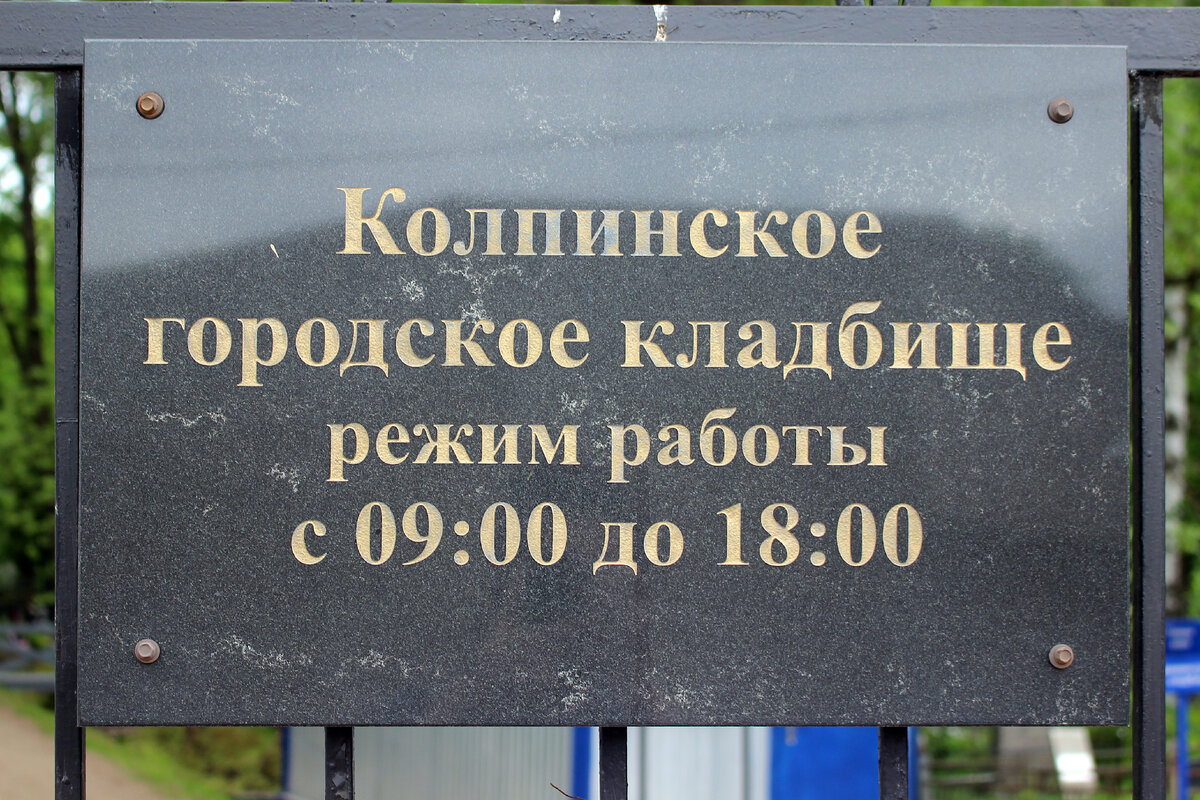 Колпинское
городское кладбище
режим работы
с 09:00 до 18:00